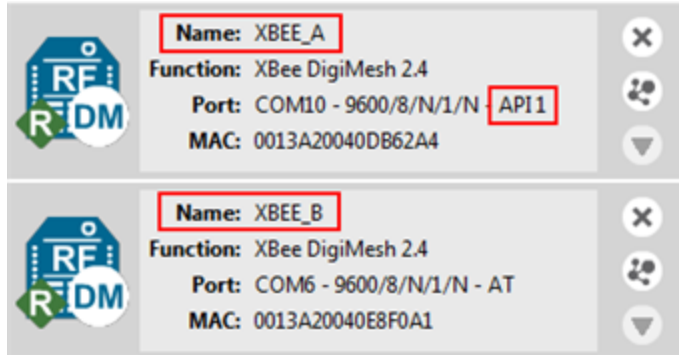 Name: XBEE_A
Function: XBee DigiMesh 2.4
Port: COM10 - 9600/8/N/1/N - API 1
MAC: 0013A20040DB62A4
RF
R DM
Name: XBEE_B
Function: XBee DigiMesh 2.4
Port: COM6 - 9600/8/N/1/N - AT
MAC: 0013A20040E8F0A1
RF
R DM